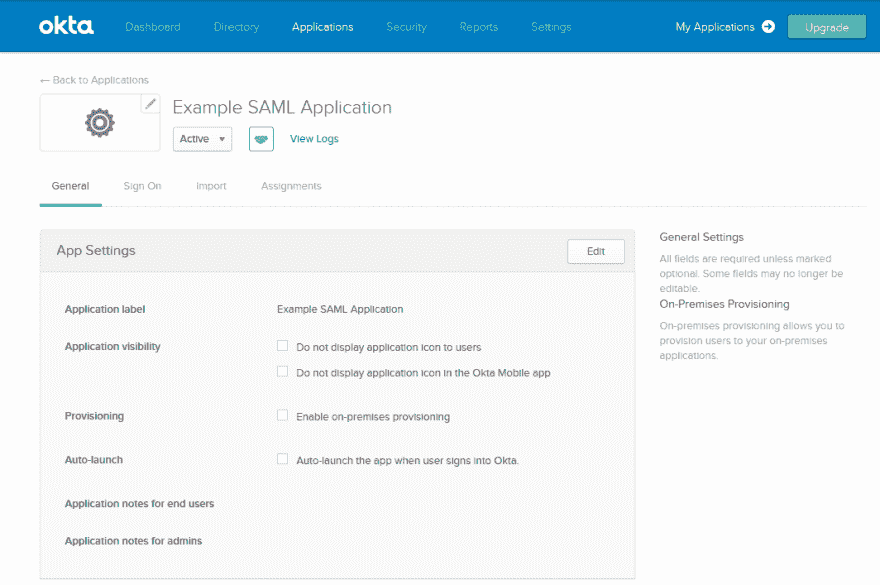 okta Dashboard Directory Applications Security Reports Settings My Applications Upgrade
← Back to Applications
Example SAML Application
Active View Logs
General Sign On Import Assignments
App Settings Edit
Application label Example SAML Application
Application visibility Do not display application icon to users
Do not display application icon in the Okta Mobile app
Provisioning Enable on-premises provisioning
Auto-launch Auto-launch the app when user signs into Okta.
Application notes for end users
Application notes for admins
General Settings
All fields are required unless marked
optional. Some fields may no longer be
editable.
On-Premises Provisioning
On-premises provisioning allows you to
provision users to your on-premises
applications.